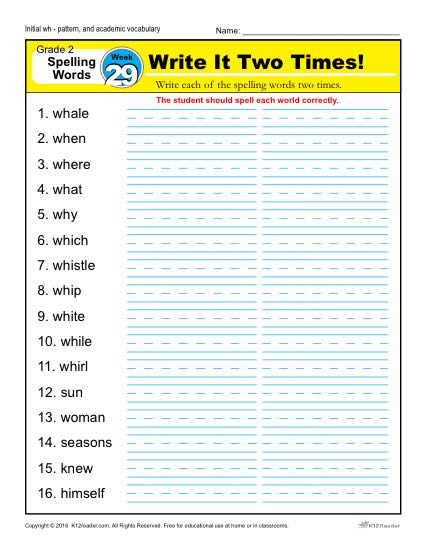 Initial wh - pattern, and academic vocabulary
Name:
Grade 2
Spelling
Words
Week
29
Write It Two Times!
Write each of the spelling words two times.
The student should spell each world correctly.
1. whale
2. when
3. where
4. what
5. why
6. which
7. whistle
8. whip
9. white
10. while
11. whirl
12. sun
13. woman
14. seasons
15. knew
16. himself
Copyright © 2016 K12reader.com. All Rights Reserved. Free for educational use at home or in classrooms.
K12Reader